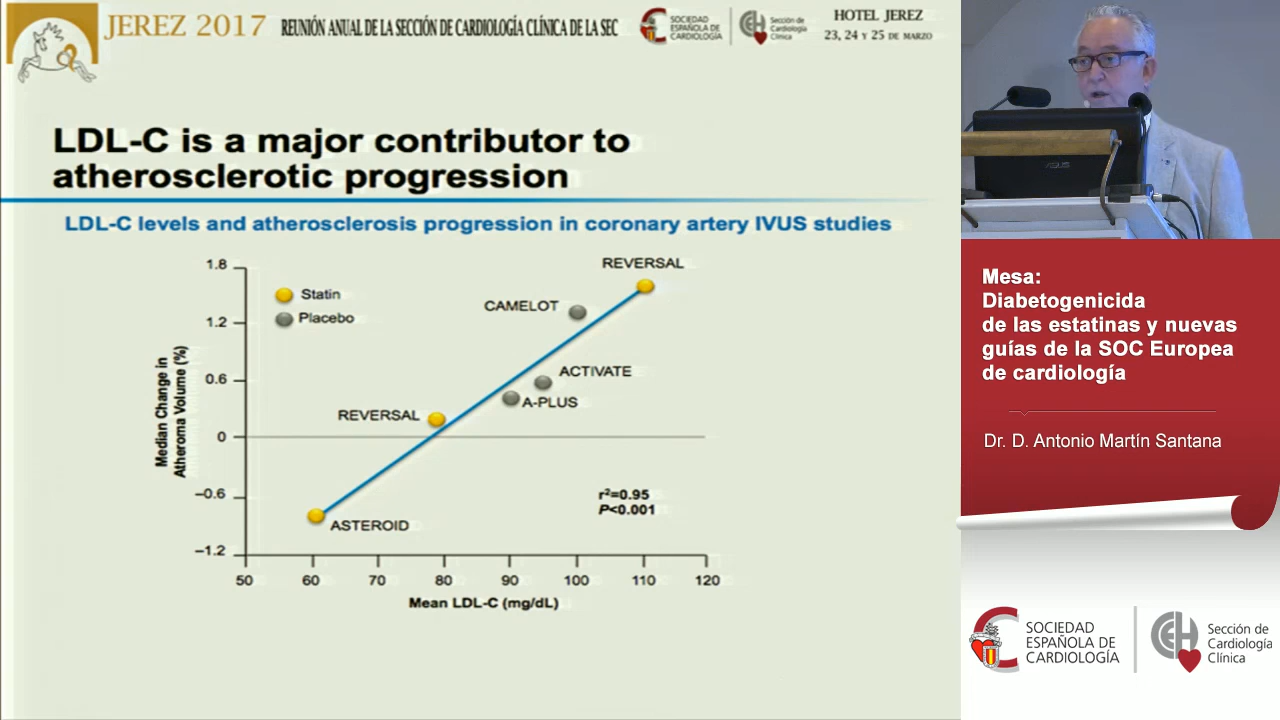 JEREZ 2017
REUNIÓN ANUAL DE LA SECCIÓN DE CARDIOLOGÍA CLÍNICA DE LA SEC
SOCIEDAD
ESPAÑOLA DE
CARDIOLOGÍA
Sección de
Cardiología
Clínica
HOTEL JEREZ
23, 24 Y 25 DE MARZO
LDL-C is a major contributor to
atherosclerotic progression
LDL-C levels and atherosclerosis progression in coronary artery IVUS studies
Statin
Placebo
Median Change in
Atheroma Volume (%)
1.8
1.2
0.6
0
–0.6
–1.2
REVERSAL
CAMELOT
ACTIVATE
A-PLUS
REVERSAL
ASTEROID
r²=0.95
P<0.001
50 60 70 80 90 100 110 120
Mean LDL-C (mg/dL)
ASUS
Mesa:
Diabetogenicida
de las estatinas y nuevas
guías de la SOC Europea
de cardiología
Dr. D. Antonio Martín Santana
SOCIEDAD
ESPAÑOLA DE
CARDIOLOGÍA
Sección de
Cardiología
Clínica